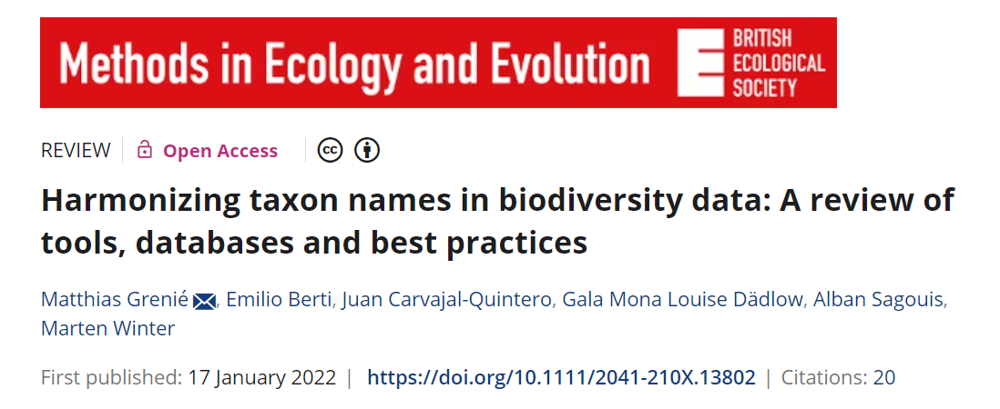 Methods in Ecology and Evolution
BRITISH
ECOLOGICAL
SOCIETY
REVIEW Open Access cc
Harmonizing taxon names in biodiversity data: A review of
tools, databases and best practices
Matthias Grenié, Emilio Berti, Juan Carvajal-Quintero, Gala Mona Louise Dädlow, Alban Sagouis,
Marten Winter
First published: 17 January 2022 | https://doi.org/10.1111/2041-210X.13802 | Citations: 20